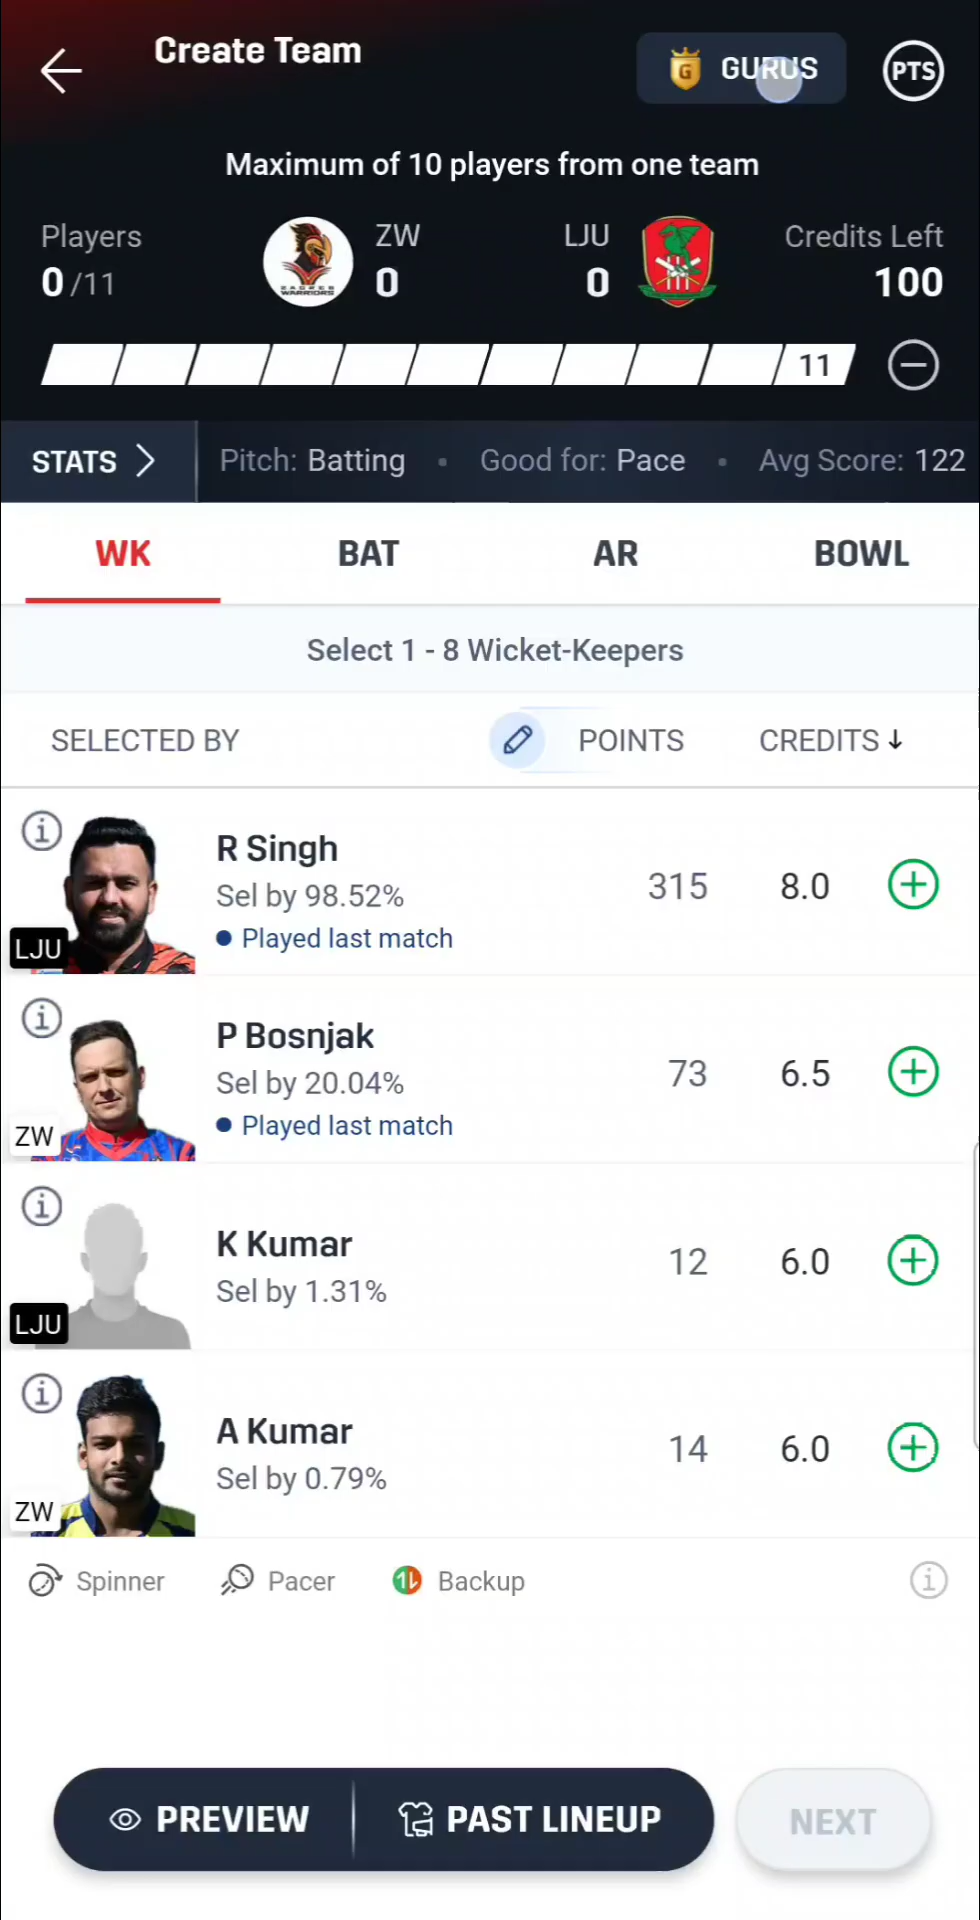 Create Team
GURUS
PTS
Maximum of 10 players from one team
Players
0 /11
ZW
0
LJU
0
Credits Left
100
WARRIORS
11
STATS
Pitch: Batting • Good for: Pace • Avg Score: 122
WK BAT AR BOWL
Select 1 - 8 Wicket-Keepers
SELECTED BY POINTS CREDITS ↓
R Singh
Sel by 98.52%
• Played last match
LJU
315 8.0
P Bosnjak
Sel by 20.04%
• Played last match
ZW
73 6.5
K Kumar
Sel by 1.31%
LJU
12 6.0
A Kumar
Sel by 0.79%
ZW
14 6.0
Spinner Pacer Backup
PREVIEW PAST LINEUP NEXT